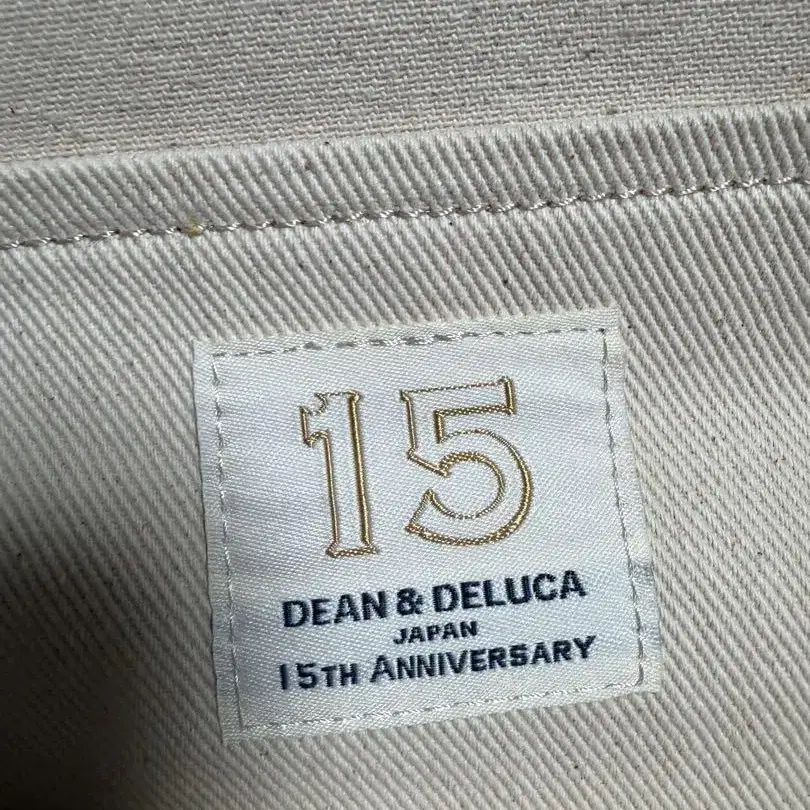 15
DEAN & DELUCA
JAPAN
15TH ANNIVERSARY